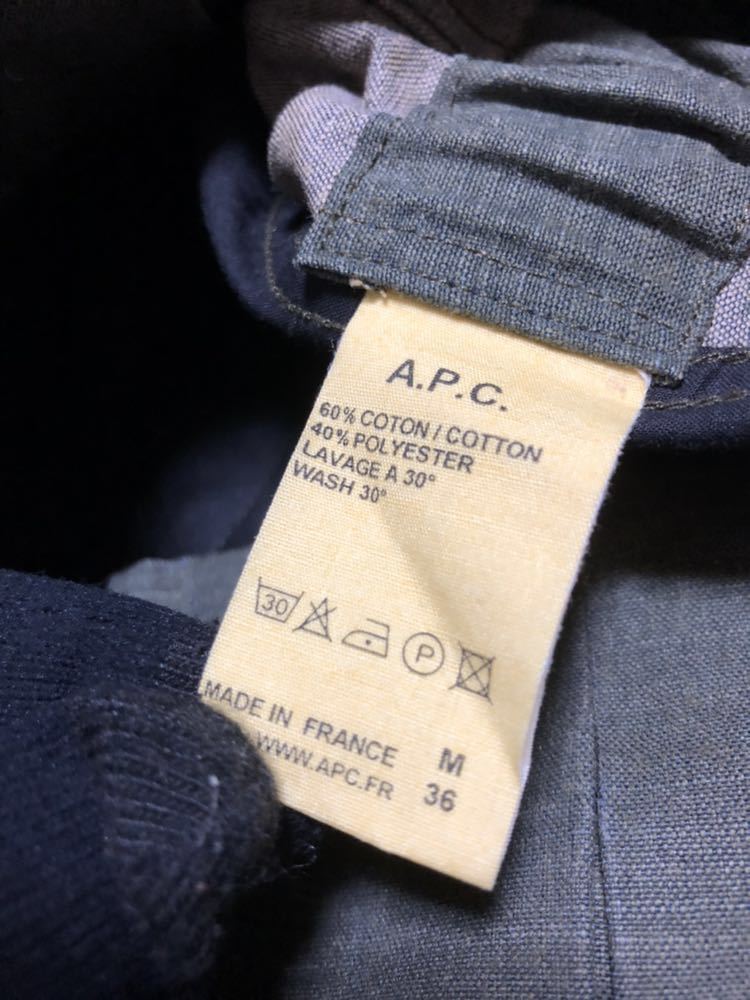 A.P.C.
60% COTON / COTTON
40% POLYESTER
LAVAGE A 30°
WASH 30°
30 P
MADE IN FRANCE M
WWW.APC.FR 36